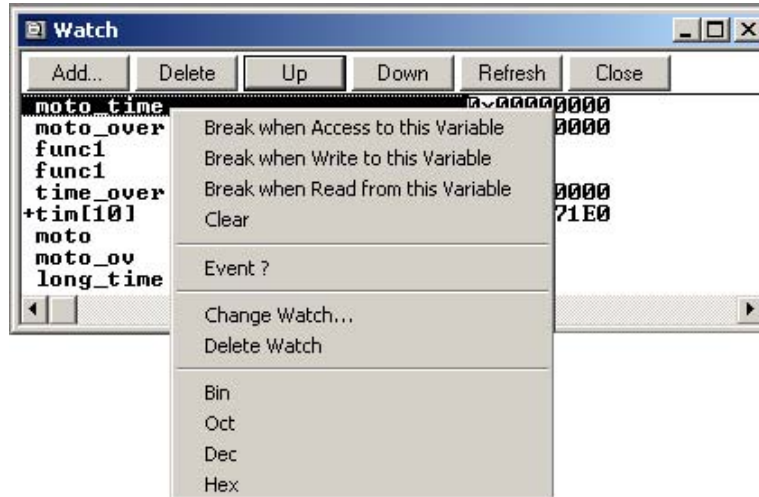 Watch
Add... Delete Up Down Refresh Close
moto_time 0x00000000
moto_over 0000
func1
func1
time_over 0000
+tim[10] 71E0
moto
moto_ov
long_time
Break when Access to this Variable
Break when Write to this Variable
Break when Read from this Variable
Clear
Event ?
Change Watch...
Delete Watch
Bin
Oct
Dec
Hex